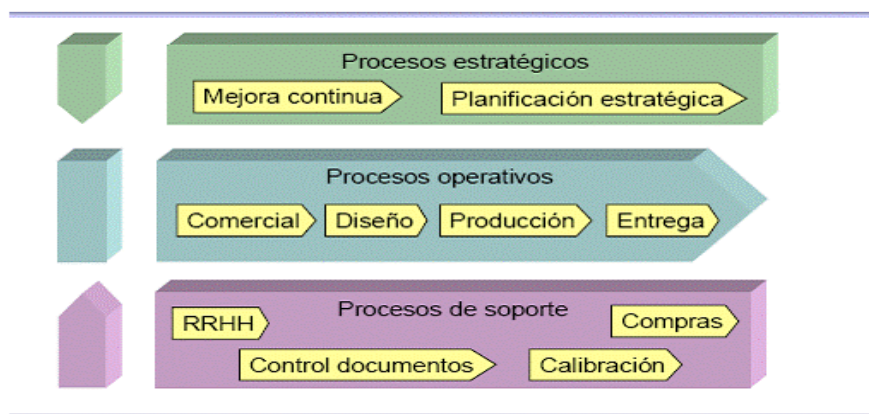 Procesos estratégicos
Mejora continua
Planificación estratégica
Procesos operativos
Comercial
Diseño
Producción
Entrega
Procesos de soporte
RRHH
Compras
Control documentos
Calibración